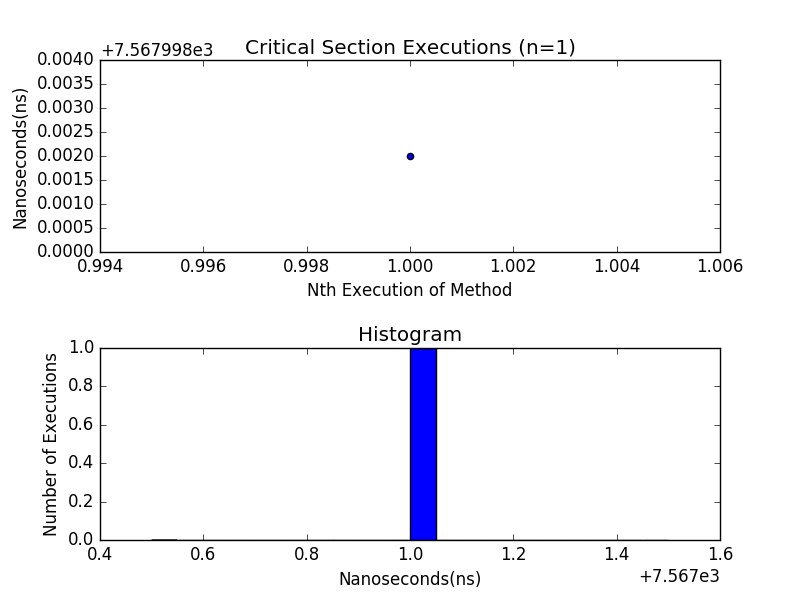 +7.567998e3
Critical Section Executions (n=1)
Nanoseconds(ns)
0.0040
0.0035
0.0030
0.0025
0.0020
0.0015
0.0010
0.0005
0.0000
0.994 0.996 0.998 1.000 1.002 1.004 1.006
Nth Execution of Method
Histogram
Number of Executions
1.0
0.8
0.6
0.4
0.2
0.0
0.4 0.6 0.8 1.0 1.2 1.4 1.6
Nanoseconds(ns)
+7.567e3